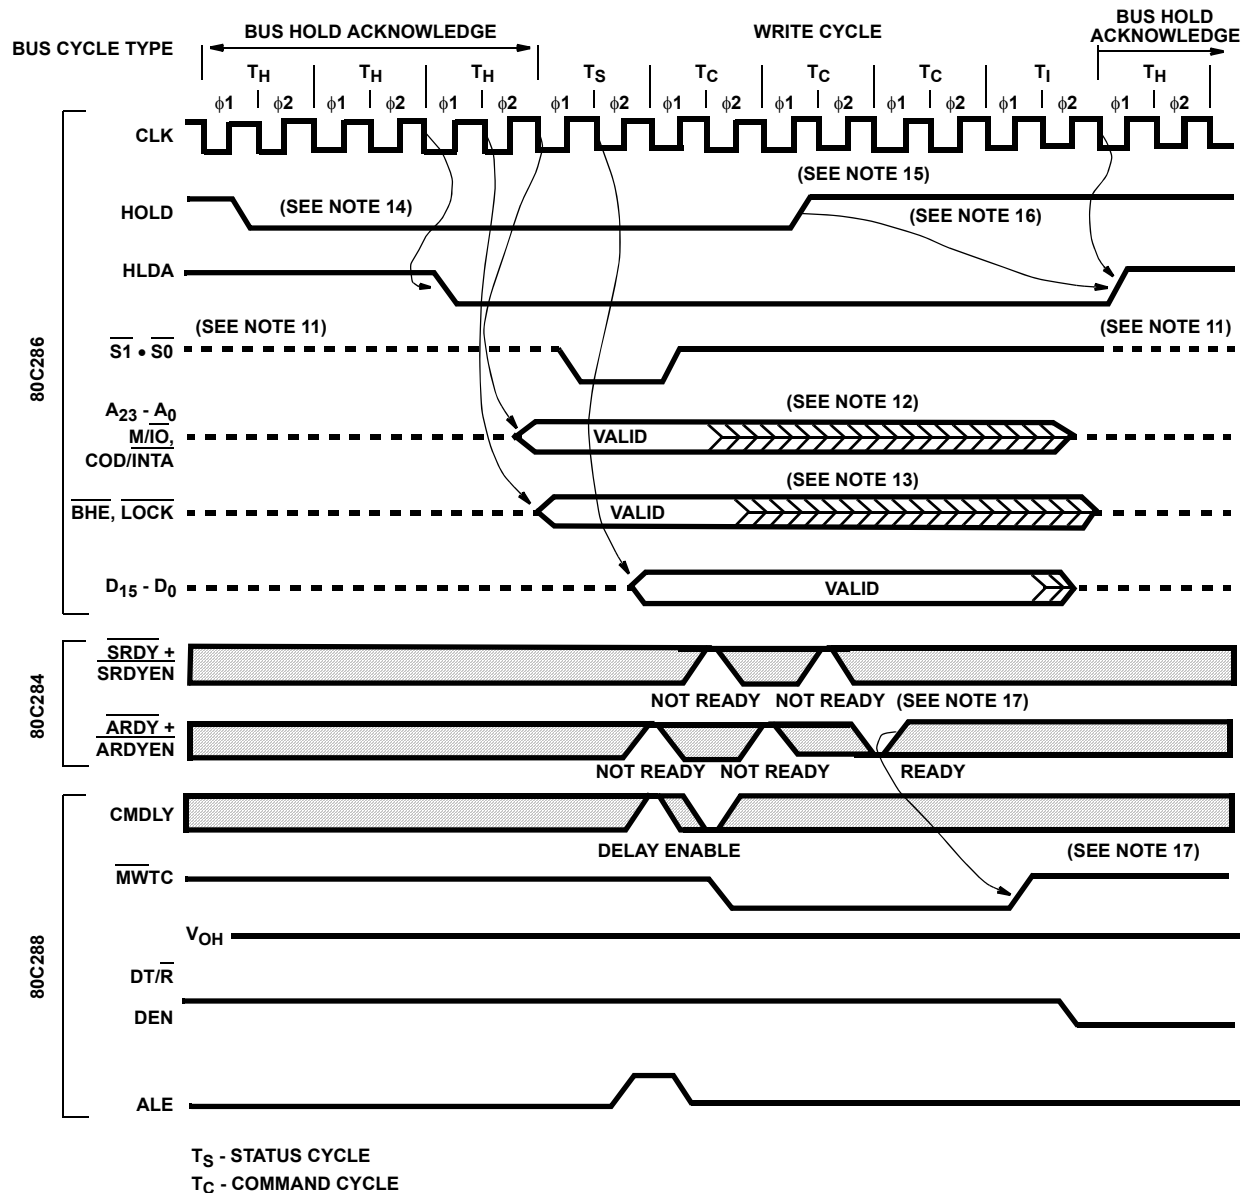 BUS CYCLE TYPE
BUS HOLD ACKNOWLEDGE
WRITE CYCLE
BUS HOLD
ACKNOWLEDGE
TH TH TH TS TC TC TC TI TH
ϕ1 ϕ2 ϕ1 ϕ2 ϕ1 ϕ2 ϕ1 ϕ2 ϕ1 ϕ2 ϕ1 ϕ2 ϕ1 ϕ2 ϕ1 ϕ2 ϕ1 ϕ2
80C286
CLK
(SEE NOTE 15)
HOLD
(SEE NOTE 14)
(SEE NOTE 16)
HLDA
(SEE NOTE 11)
(SEE NOTE 11)
S1 • S0
A23 - A0
M/IO,
COD/INTA
(SEE NOTE 12)
VALID
(SEE NOTE 13)
BHE, LOCK
VALID
D15 - D0
VALID
80C284
SRDY +
SRDYEN
NOT READY NOT READY (SEE NOTE 17)
ARDY +
ARDYEN
NOT READY NOT READY READY
80C288
CMDLY
DELAY ENABLE
(SEE NOTE 17)
MWTC
VOH
DT/R
DEN
ALE
TS - STATUS CYCLE
TC - COMMAND CYCLE